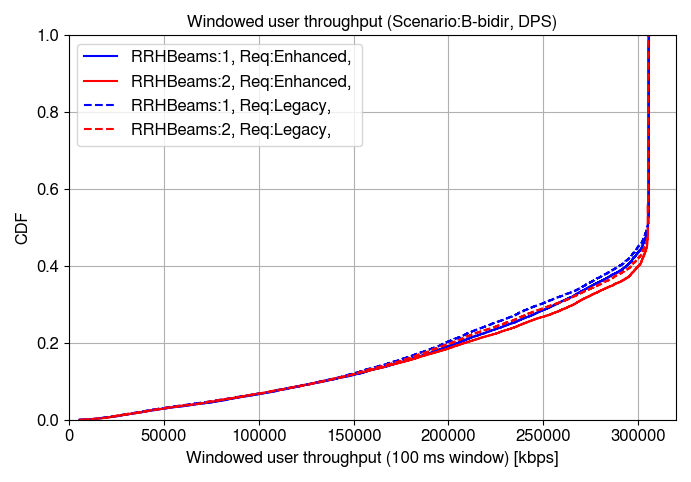 Windowed user throughput (Scenario:B-bidir, DPS)
RRHBeams:1, Req:Enhanced,
RRHBeams:2, Req:Enhanced,
RRHBeams:1, Req:Legacy,
RRHBeams:2, Req:Legacy,
CDF
1.0
0.8
0.6
0.4
0.2
0.0
0 50000 100000 150000 200000 250000 300000
Windowed user throughput (100 ms window) [kbps]